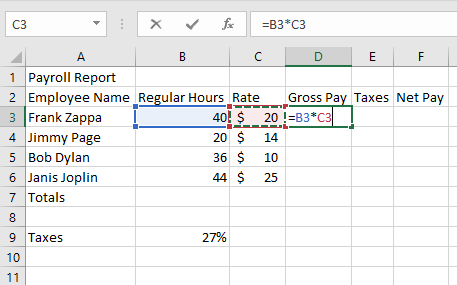 C3 =B3*C3
A B C D E F
1 Payroll Report
2 Employee Name Regular Hours Rate Gross Pay Taxes Net Pay
3 Frank Zappa 40 $ 20 =B3*C3
4 Jimmy Page 20 $ 14
5 Bob Dylan 36 $ 10
6 Janis Joplin 44 $ 25
7 Totals
8
9 Taxes 27%
10
11